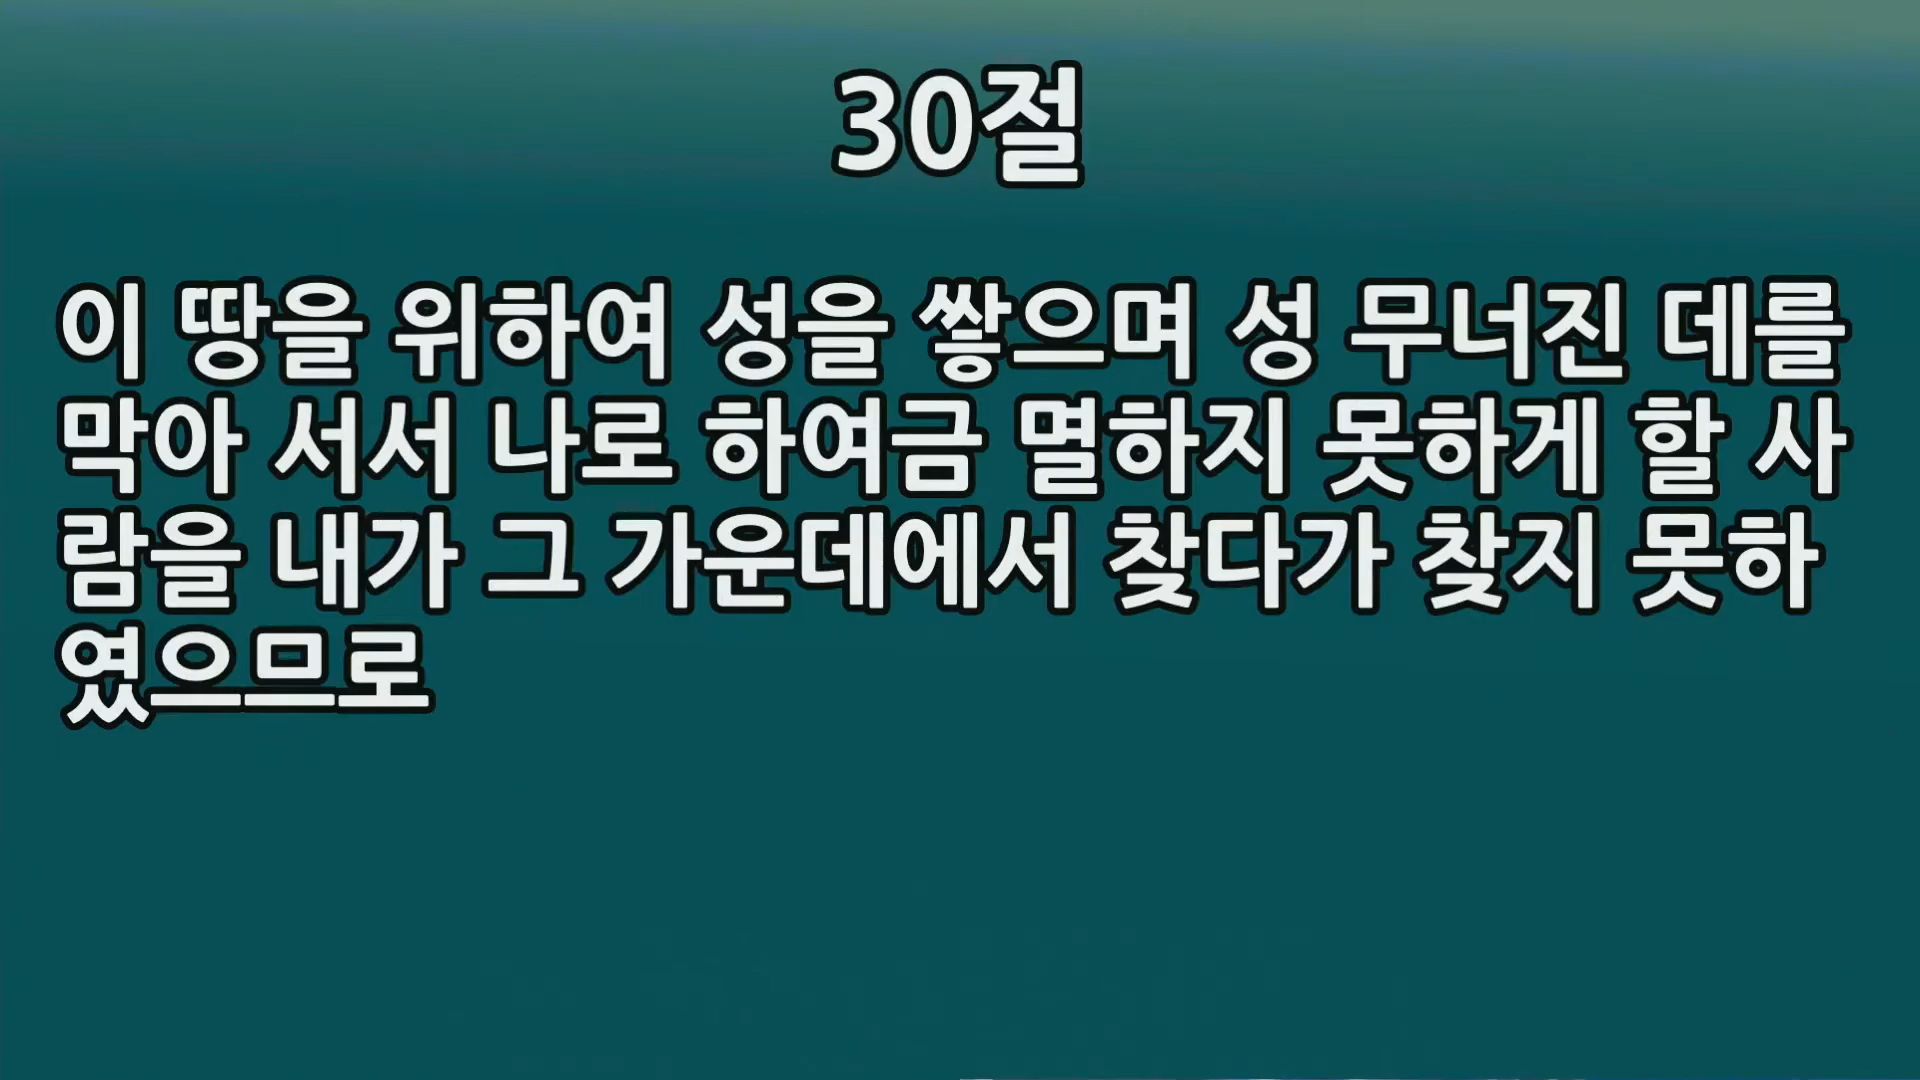 30절
이 땅을 위하여 성을 쌓으며 성 무너진 데를
막아 서서 나로 하여금 멸하지 못하게 할 사
람을 내가 그 가운데에서 찾다가 찾지 못하
였으므로